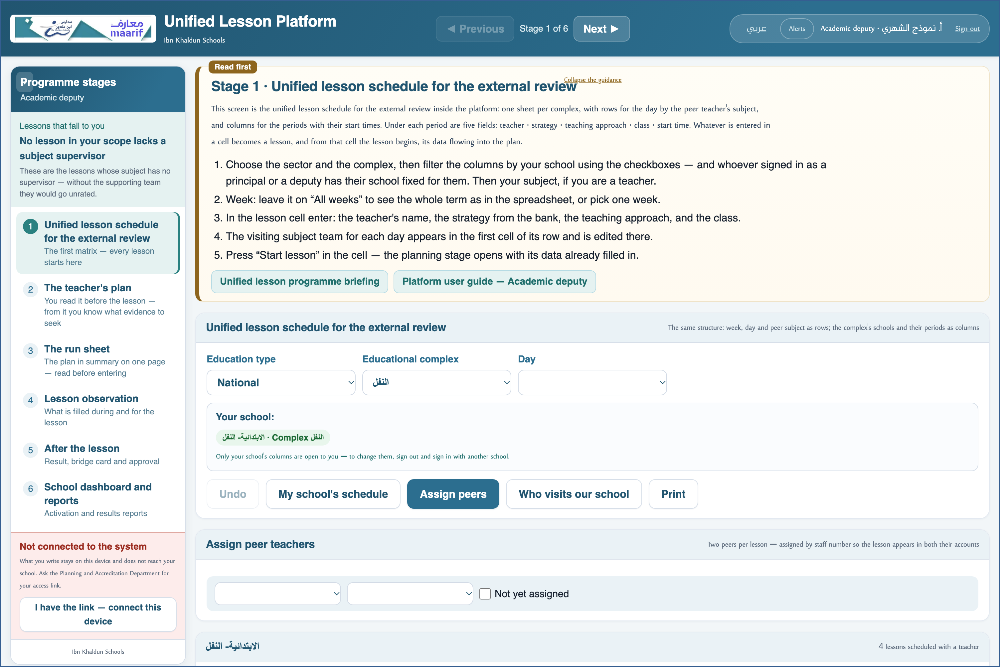 مدارس
ابن خلدون
معارف
maarif
Unified Lesson Platform
Ibn Khaldun Schools
◀ Previous
Stage 1 of 6
Next ▶
عربي
Alerts
Academic deputy · أ. نموذج الشهري
Sign out
Programme stages
Academic deputy
Lessons that fall to you
No lesson in your scope lacks a
subject supervisor
These are the lessons whose subject has no
supervisor — without the supporting team
they would go unrated.
1
Unified lesson schedule
for the external review
The first matrix — every lesson
starts here
2
The teacher's plan
You read it before the lesson —
from it you know what evidence to
seek
3
The run sheet
The plan in summary on one page
— read before entering
4
Lesson observation
What is filled during and for the
lesson
5
After the lesson
Result, bridge card and approval
6
School dashboard and
reports
Activation and results reports
Not connected to the system
What you write stays on this device and does not reach your
school. Ask the Planning and Accreditation Department for
your access link.
I have the link — connect this
device
Ibn Khaldun Schools
Read first
Collapse the guidance
Stage 1 · Unified lesson schedule for the external review
This screen is the unified lesson schedule for the external review inside the platform: one sheet per complex, with rows for the day by the peer teacher's subject,
and columns for the periods with their start times. Under each period are five fields: teacher · strategy · teaching approach · class · start time. Whatever is entered in
a cell becomes a lesson, and from that cell the lesson begins, its data flowing into the plan.
1. Choose the sector and the complex, then filter the columns by your school using the checkboxes — and whoever signed in as a
principal or a deputy has their school fixed for them. Then your subject, if you are a teacher.
2. Week: leave it on “All weeks” to see the whole term as in the spreadsheet, or pick one week.
3. In the lesson cell enter: the teacher's name, the strategy from the bank, the teaching approach, and the class.
4. The visiting subject team for each day appears in the first cell of its row and is edited there.
5. Press “Start lesson” in the cell — the planning stage opens with its data already filled in.
Unified lesson programme briefing
Platform user guide — Academic deputy
Unified lesson schedule for the external review
The same structure: week, day and peer subject as rows; the complex's schools and their periods as columns
Education type
Educational complex
Day
National
النفل
Your school:
الابتدائية- النفل · Complex النفل
Only your school's columns are open to you — to change them, sign out and sign in with another school.
Undo
My school's schedule
Assign peers
Who visits our school
Print
Assign peer teachers
Two peers per lesson — assigned by staff number so the lesson appears in both their accounts
Not yet assigned
الابتدائية- النفل
4 lessons scheduled with a teacher